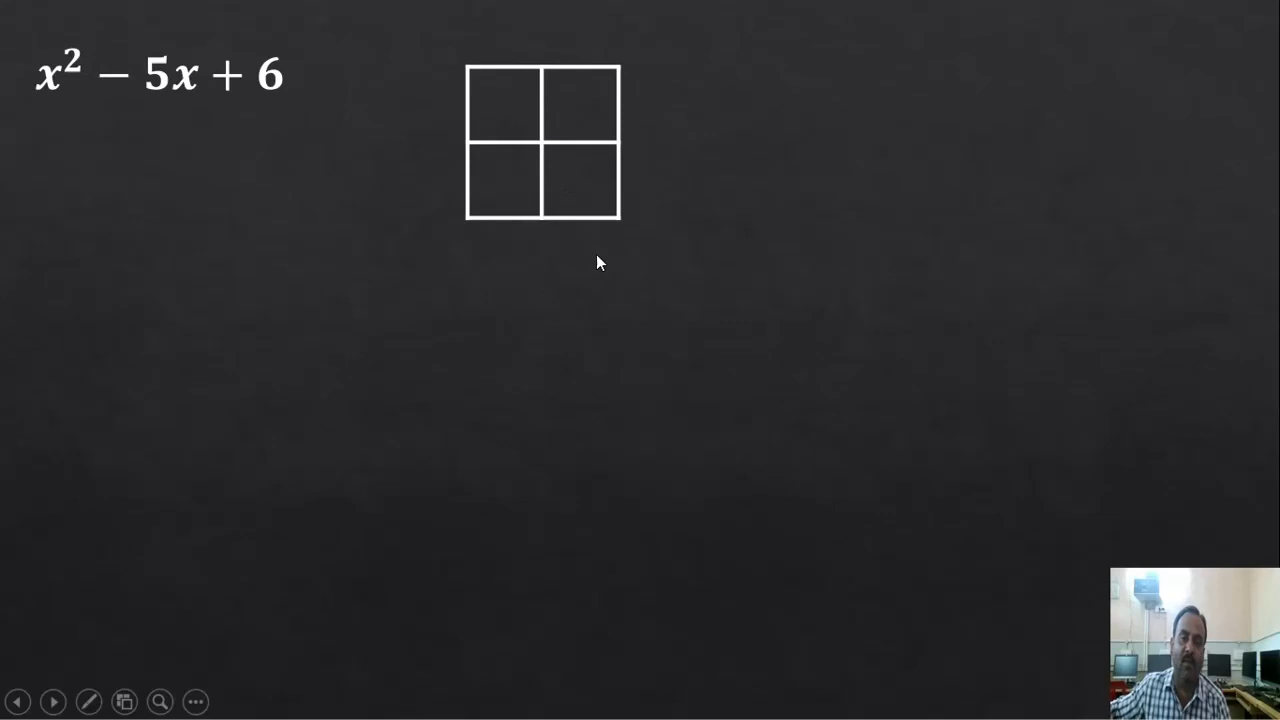 x² − 5x + 6